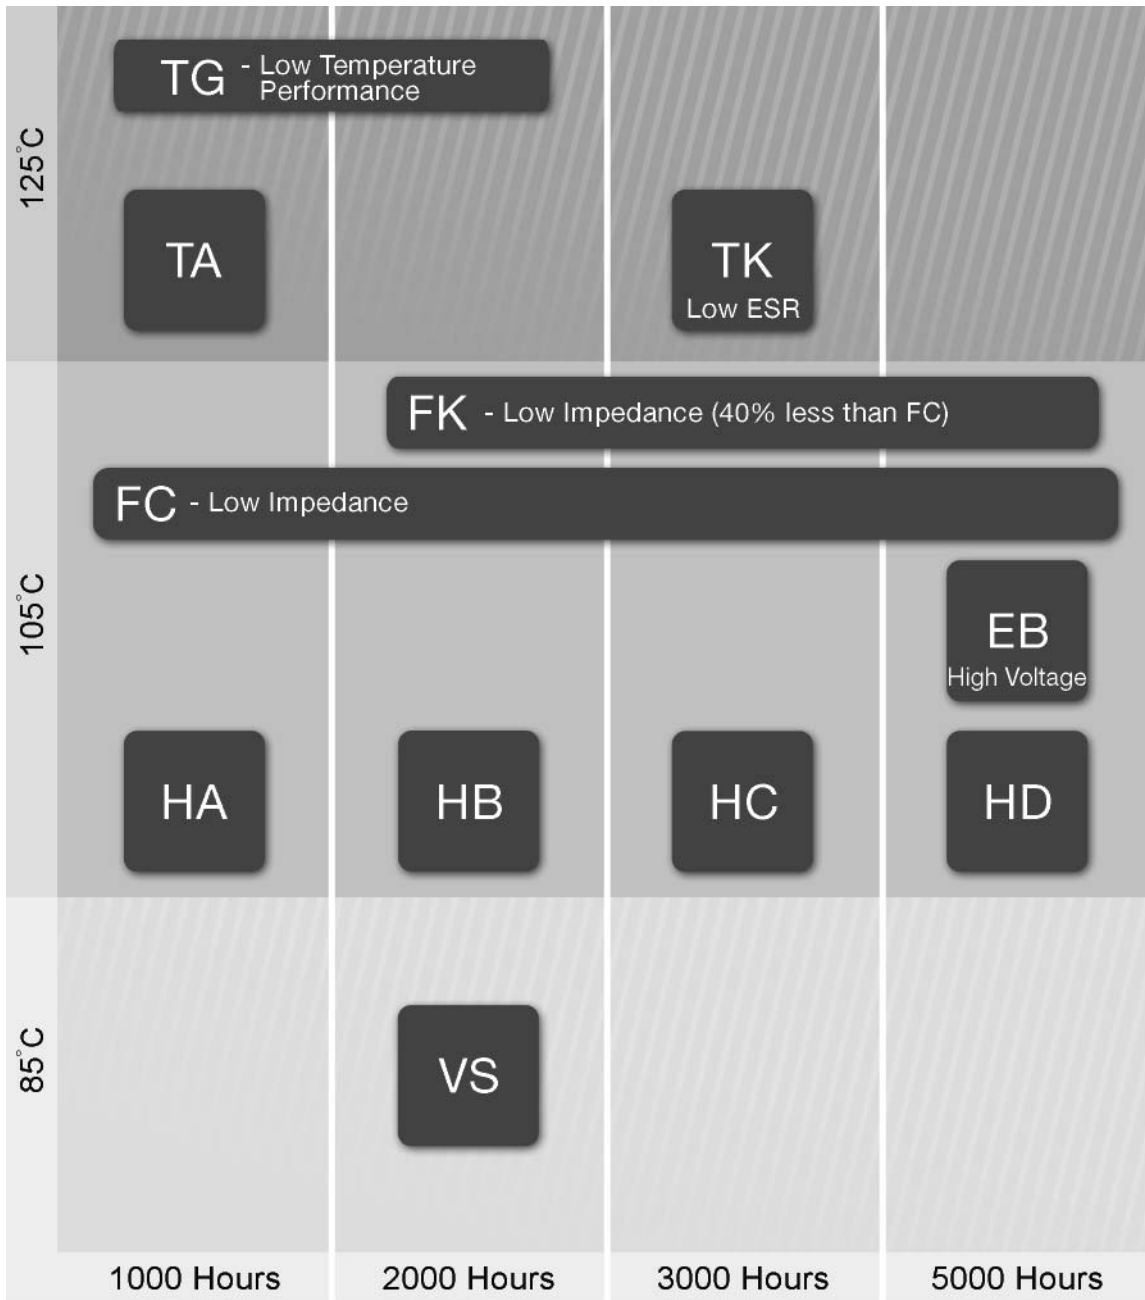 125°C
TG - Low Temperature
Performance
TA
TK
Low ESR
105°C
FK - Low Impedance (40% less than FC)
FC - Low Impedance
EB
High Voltage
HA
HB
HC
HD
85°C
VS
1000 Hours
2000 Hours
3000 Hours
5000 Hours